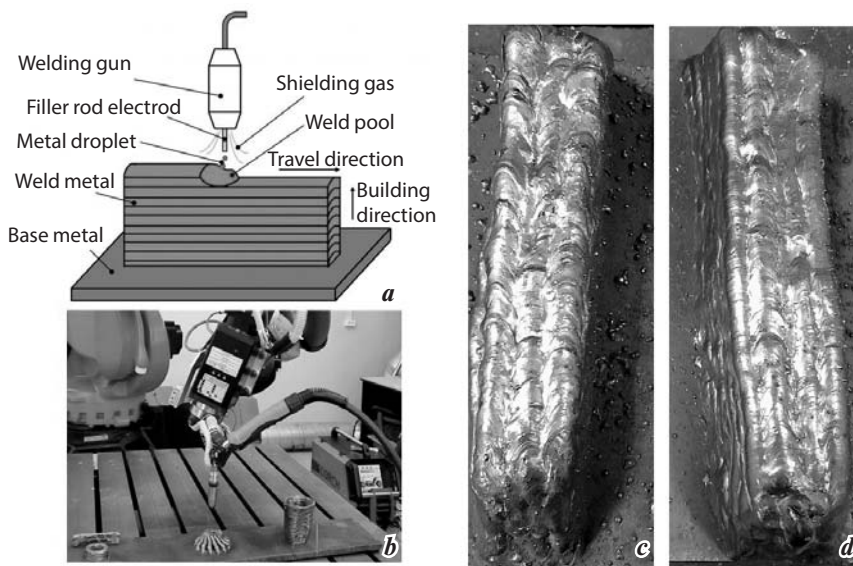 Welding gun
Shielding gas
Filler rod electrod
Weld pool
Metal droplet
Travel direction
Weld metal
Building
direction
Base metal
a
b
c
d